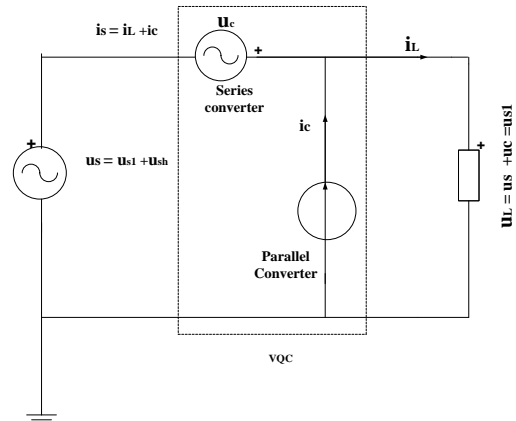 uc
is = iL +ic
iL
Series
converter
ic
us = us1 +ush
uL = us +uc =us1
Parallel
Converter
VQC